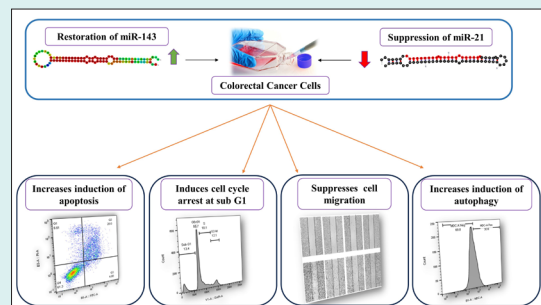 Restoration of miR-143
Suppression of miR-21
Colorectal Cancer Cells
Increases induction of
apoptosis
Induces cell cycle
arrest at sub G1
Suppresses cell
migration
Increases induction of
autophagy